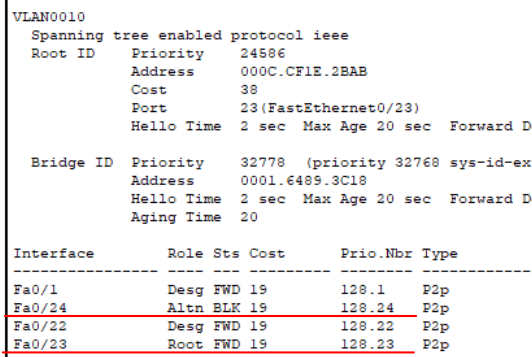 VLAN0010
Spanning tree enabled protocol ieee
Root ID Priority 24586
Address 000C.CF1E.2BAB
Cost 38
Port 23(FastEthernet0/23)
Hello Time 2 sec Max Age 20 sec Forward D
Bridge ID Priority 32778 (priority 32768 sys-id-ex
Address 0001.6489.3C18
Hello Time 2 sec Max Age 20 sec Forward D
Aging Time 20
Interface Role Sts Cost Prio.Nbr Type
---------------- ---- --- --------- -------- ------------
Fa0/1 Desg FWD 19 128.1 P2p
Fa0/24 Altn BLK 19 128.24 P2p
Fa0/22 Desg FWD 19 128.22 P2p
Fa0/23 Root FWD 19 128.23 P2p